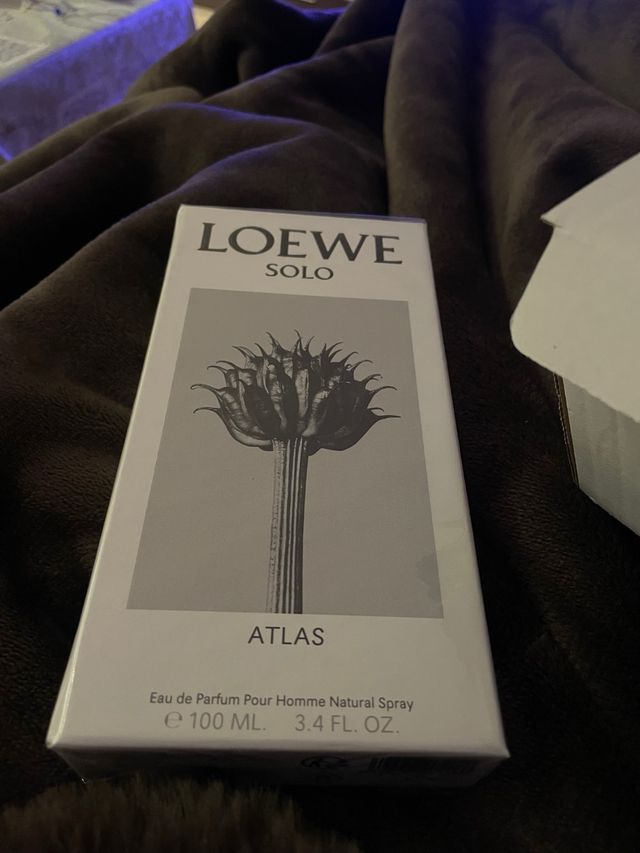 LOEWE
SOLO
ATLAS
Eau de Parfum Pour Homme Natural Spray
℮ 100 ML. 3.4 FL. OZ.